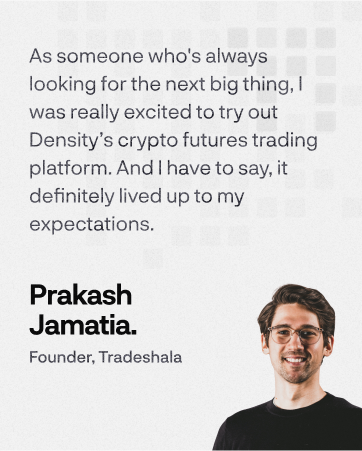 As someone who's always
looking for the next big thing, I
was really excited to try out
Density’s crypto futures trading
platform. And I have to say, it
definitely lived up to my
expectations.
Prakash
Jamatia.
Founder, Tradeshala